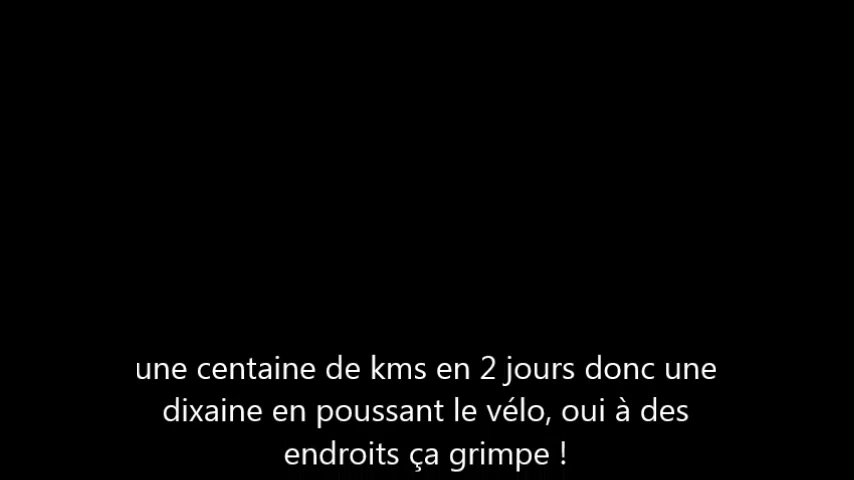 une centaine de kms en 2 jours donc une
dixaine en poussant le vélo, oui à des
endroits ça grimpe !